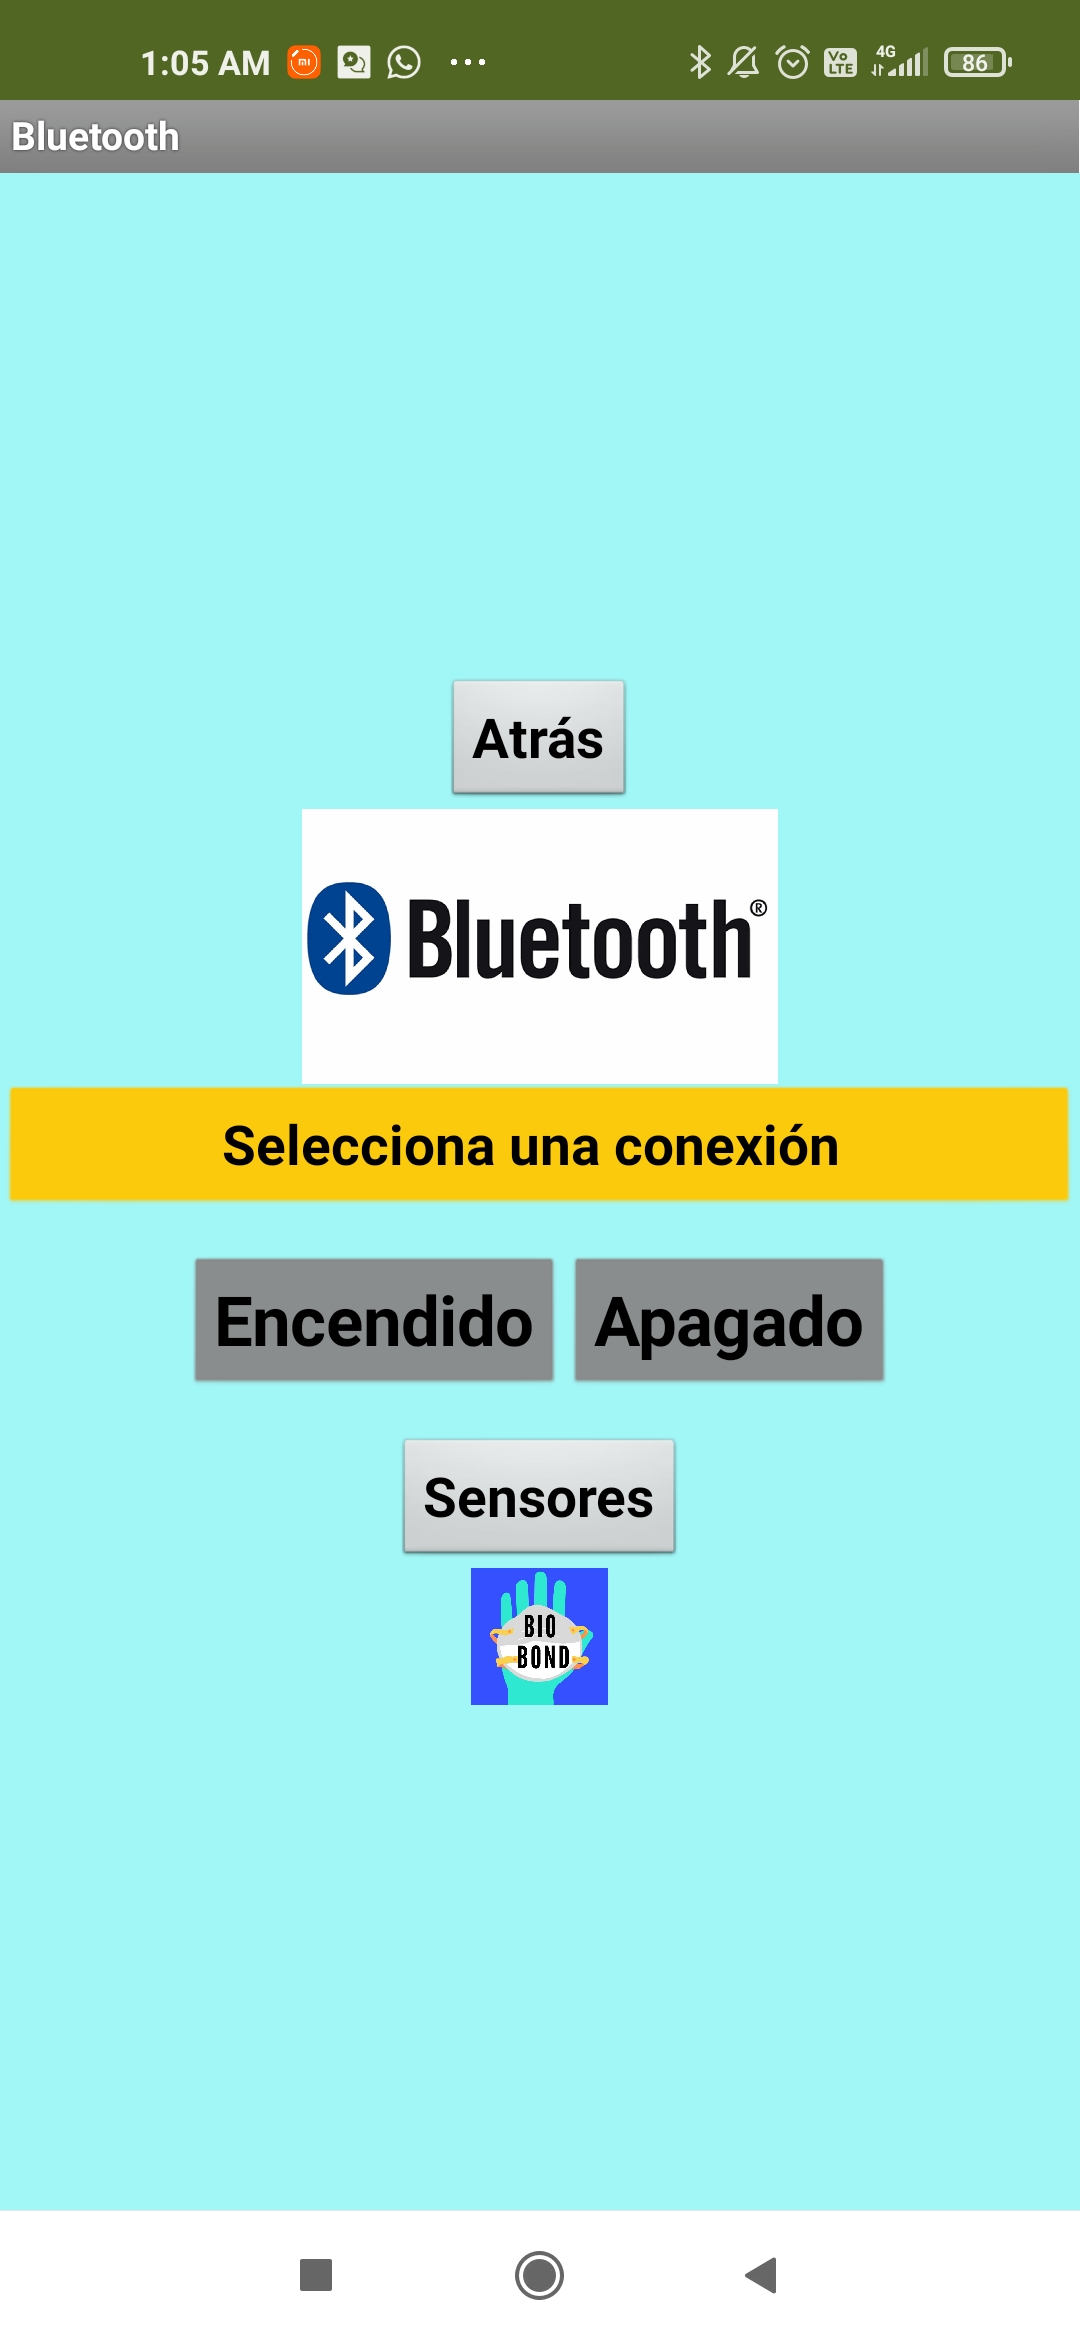 1:05 AM
Vo LTE
4G
86
Bluetooth
Atrás
Bluetooth®
Selecciona una conexión
Encendido Apagado
Sensores
BIO
BOND